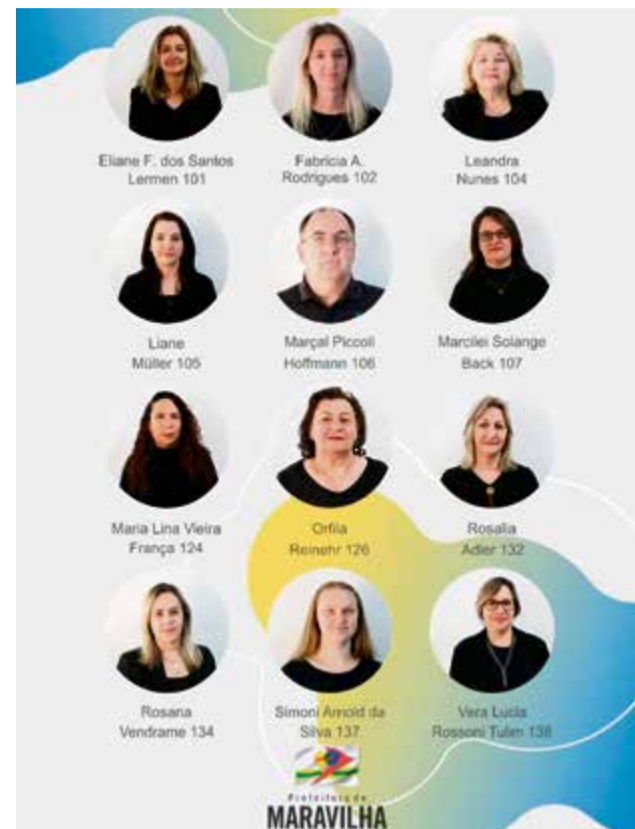 Eliane F. dos Santos
Lermen 101
Fabrícia A.
Rodrigues 102
Leandra
Nunes 104
Liane
Müller 105
Marçal Piccoli
Hoffmann 106
Marcilei Solange
Back 107
Maria Lina Vieira
França 124
Orfila
Reinehr 126
Rosalia
Adler 132
Rosana
Vendrame 134
Simoni Arnold da
Silva 137
Vera Lucia
Rossoni Tulim 138
Prefeitura de
MARAVILHA